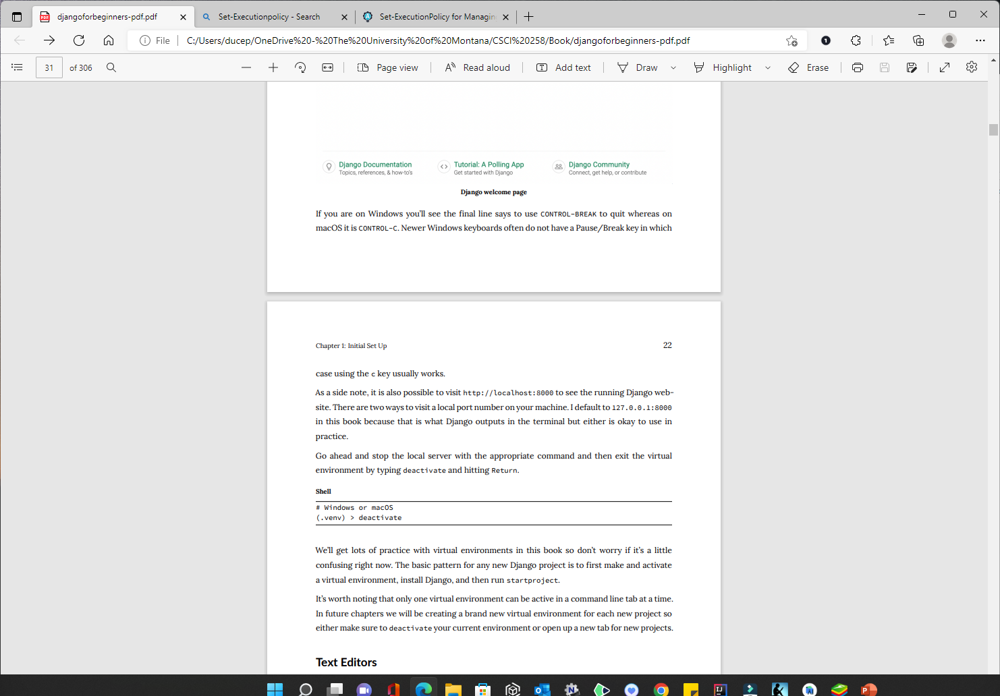 djangoforbeginners-pdf.pdf
Set-Executionpolicy - Search
Set-ExecutionPolicy for Managin
File
C:/Users/ducep/OneDrive%20-%20The%20University%20of%20Montana/CSCI%20258/Book/djangoforbeginners-pdf.pdf
31 of 306
Page view
Read aloud
Add text
Draw
Highlight
Erase
Django Documentation
Topics, references, & how-to's
Tutorial: A Polling App
Get started with Django
Django Community
Connect, get help, or contribute
Django welcome page
If you are on Windows you'll see the final line says to use CONTROL-BREAK to quit whereas on
macOS it is CONTROL-C. Newer Windows keyboards often do not have a Pause/Break key in which
Chapter 1: Initial Set Up 22
case using the c key usually works.
As a side note, it is also possible to visit http://localhost:8000 to see the running Django web-
site. There are two ways to visit a local port number on your machine. I default to 127.0.0.1:8000
in this book because that is what Django outputs in the terminal but either is okay to use in
practice.
Go ahead and stop the local server with the appropriate command and then exit the virtual
environment by typing deactivate and hitting Return.
Shell
# Windows or macOS
(.venv) > deactivate
We'll get lots of practice with virtual environments in this book so don't worry if it's a little
confusing right now. The basic pattern for any new Django project is to first make and activate
a virtual environment, install Django, and then run startproject.
It's worth noting that only one virtual environment can be active in a command line tab at a time.
In future chapters we will be creating a brand new virtual environment for each new project so
either make sure to deactivate your current environment or open up a new tab for new projects.
Text Editors